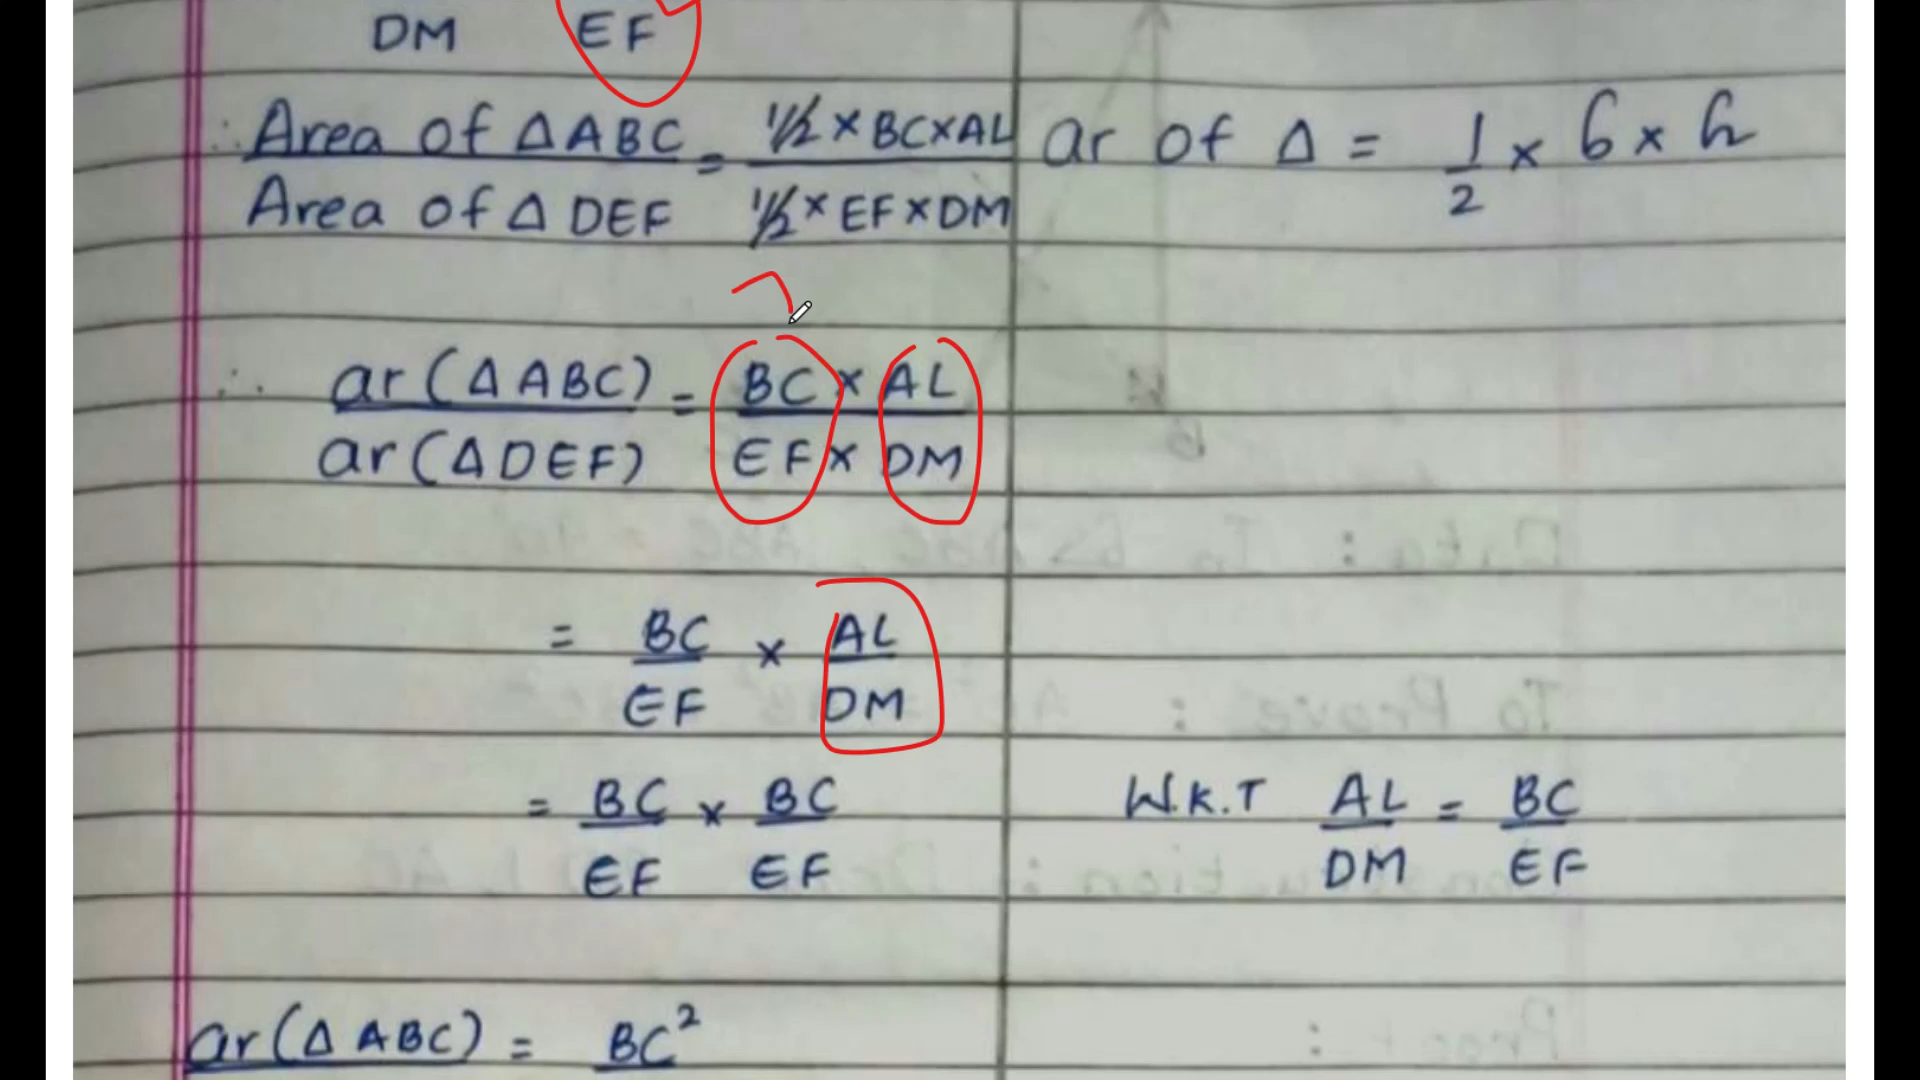 DM EF
∴ Area of ΔABC = 1/2 × BC × AL ar of Δ = 1/2 × b × h
Area of Δ DEF 1/2 × EF × DM
∴ ar (Δ ABC) = BC × AL
ar (Δ DEF) EF × DM
= BC × AL
EF DM
= BC × BC W.K.T AL = BC
EF EF DM EF
ar (Δ ABC) = BC²